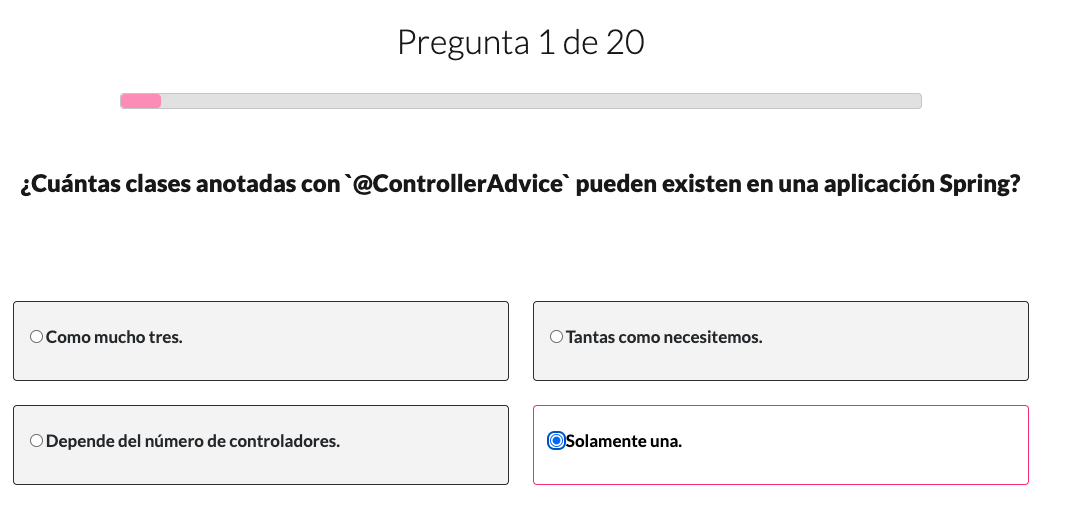 Pregunta 1 de 20
¿Cuántas clases anotadas con `@ControllerAdvice` pueden existen en una aplicación Spring?
Como mucho tres.
Tantas como necesitemos.
Depende del número de controladores.
Solamente una.